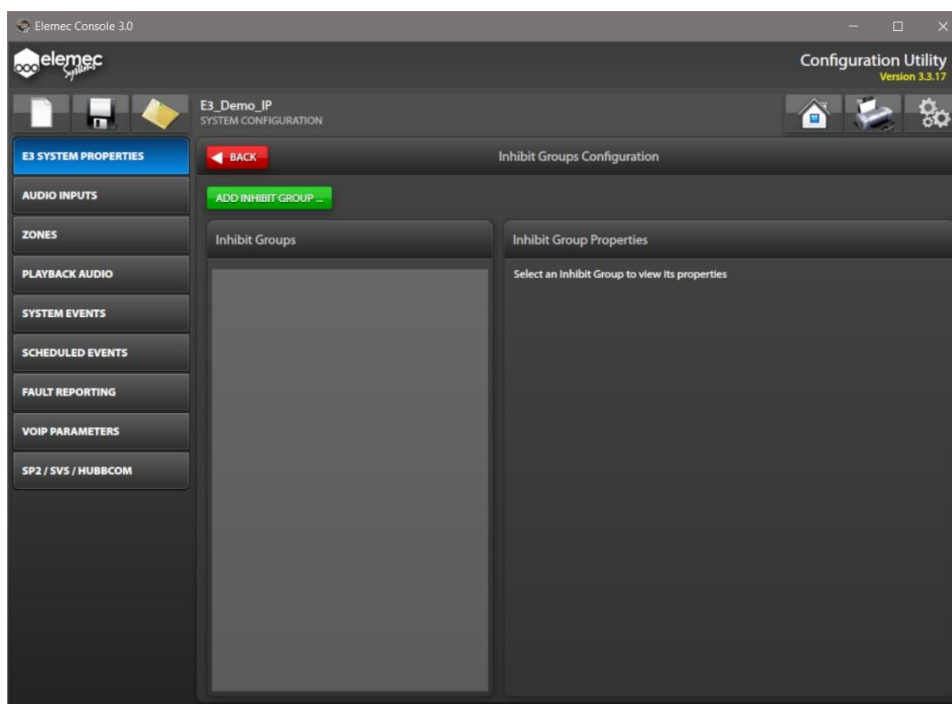 Elemec Console 3.0
elemec
Systems
Configuration Utility
Version 3.3.17
E3_Demo_IP
SYSTEM CONFIGURATION
E3 SYSTEM PROPERTIES
BACK
Inhibit Groups Configuration
AUDIO INPUTS
ADD INHIBIT GROUP ...
ZONES
Inhibit Groups
Inhibit Group Properties
PLAYBACK AUDIO
Select an Inhibit Group to view its properties
SYSTEM EVENTS
SCHEDULED EVENTS
FAULT REPORTING
VOIP PARAMETERS
SP2 / SVS / HUBBCOM